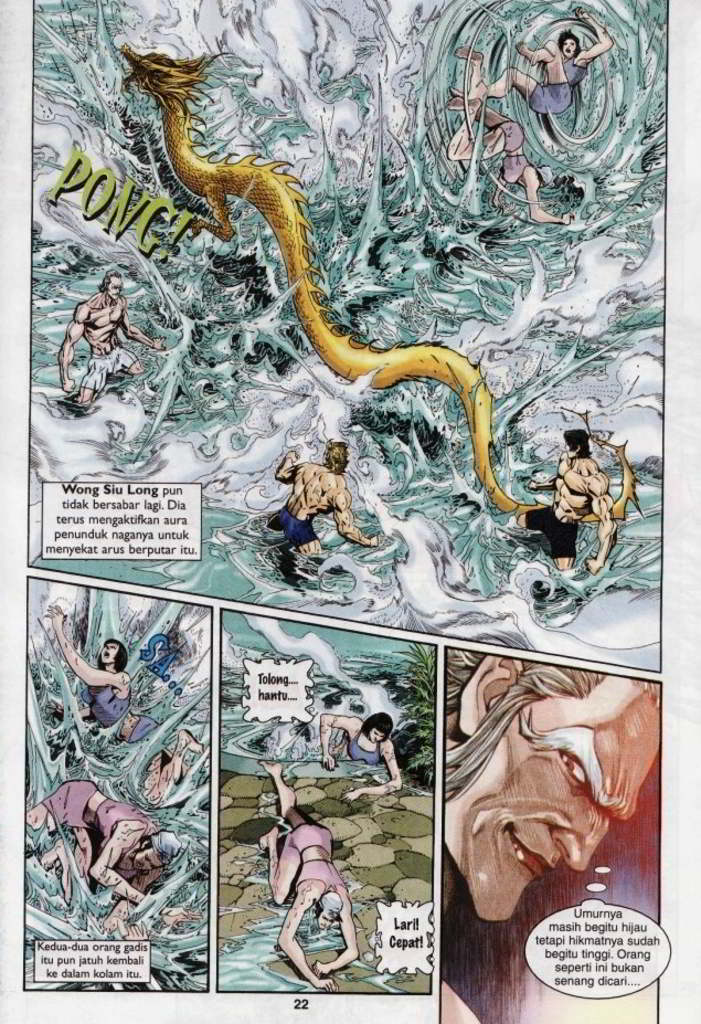 PONG!
Wong Siu Long pun
tidak bersabar lagi. Dia
terus mengaktifkan aura
penunduk naganya untuk
menyekat arus berputar itu.
SA...
Kedua-dua orang gadis
itu pun jatuh kembali
ke dalam kolam itu.
Tolong....
hantu....
Lari!
Cepat!
Umurnya
masih begitu hijau
tetapi hikmatnya sudah
begitu tinggi. Orang
seperti ini bukan
senang dicari....
22